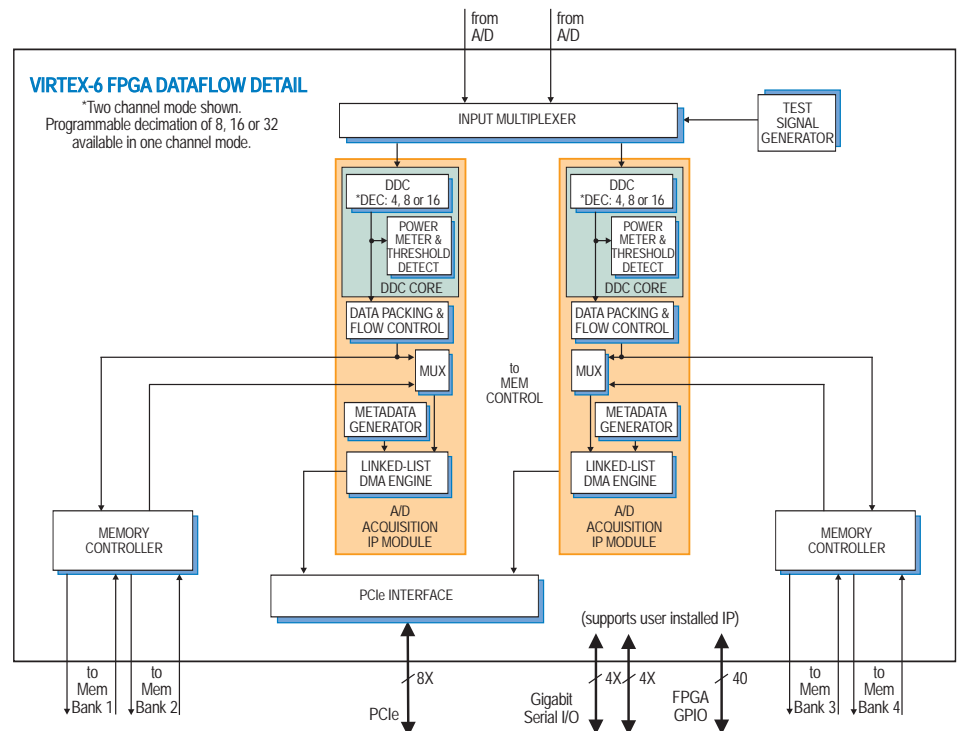 from
A/D
from
A/D
VIRTEX-6 FPGA DATAFLOW DETAIL
*Two channel mode shown.
Programmable decimation of 8, 16 or 32
available in one channel mode.
INPUT MULTIPLEXER
TEST
SIGNAL
GENERATOR
DDC
*DEC: 4, 8 or 16
POWER
METER &
THRESHOLD
DETECT
DDC CORE
DATA PACKING &
FLOW CONTROL
MUX
METADATA
GENERATOR
LINKED-LIST
DMA ENGINE
A/D
ACQUISITION
IP MODULE
to
MEM
CONTROL
DDC
*DEC: 4, 8 or 16
POWER
METER &
THRESHOLD
DETECT
DDC CORE
DATA PACKING &
FLOW CONTROL
MUX
METADATA
GENERATOR
LINKED-LIST
DMA ENGINE
A/D
ACQUISITION
IP MODULE
MEMORY
CONTROLLER
MEMORY
CONTROLLER
PCIe INTERFACE
(supports user installed IP)
to
Mem
Bank 1
to
Mem
Bank 2
8X
PCIe
4X
4X
Gigabit
Serial I/O
40
FPGA
GPIO
to
Mem
Bank 3
to
Mem
Bank 4